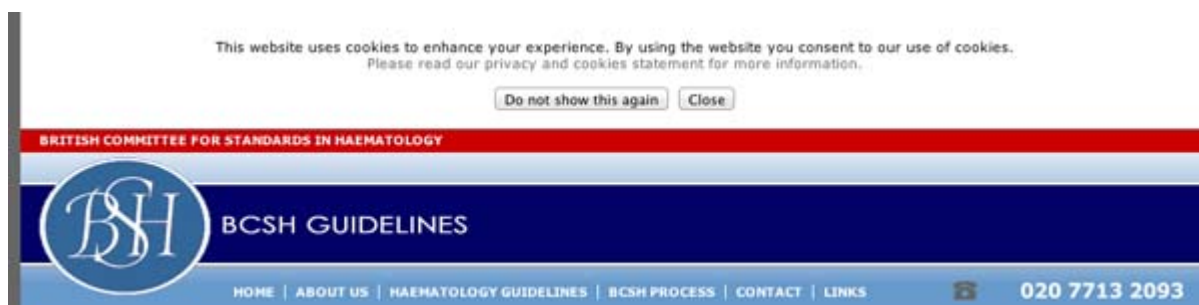 This website uses cookies to enhance your experience. By using the website you consent to our use of cookies.
Please read our privacy and cookies statement for more information.
Do not show this again Close
BRITISH COMMITTEE FOR STANDARDS IN HAEMATOLOGY
BSH BCSH GUIDELINES
HOME | ABOUT US | HAEMATOLOGY GUIDELINES | BCSH PROCESS | CONTACT | LINKS 020 7713 2093